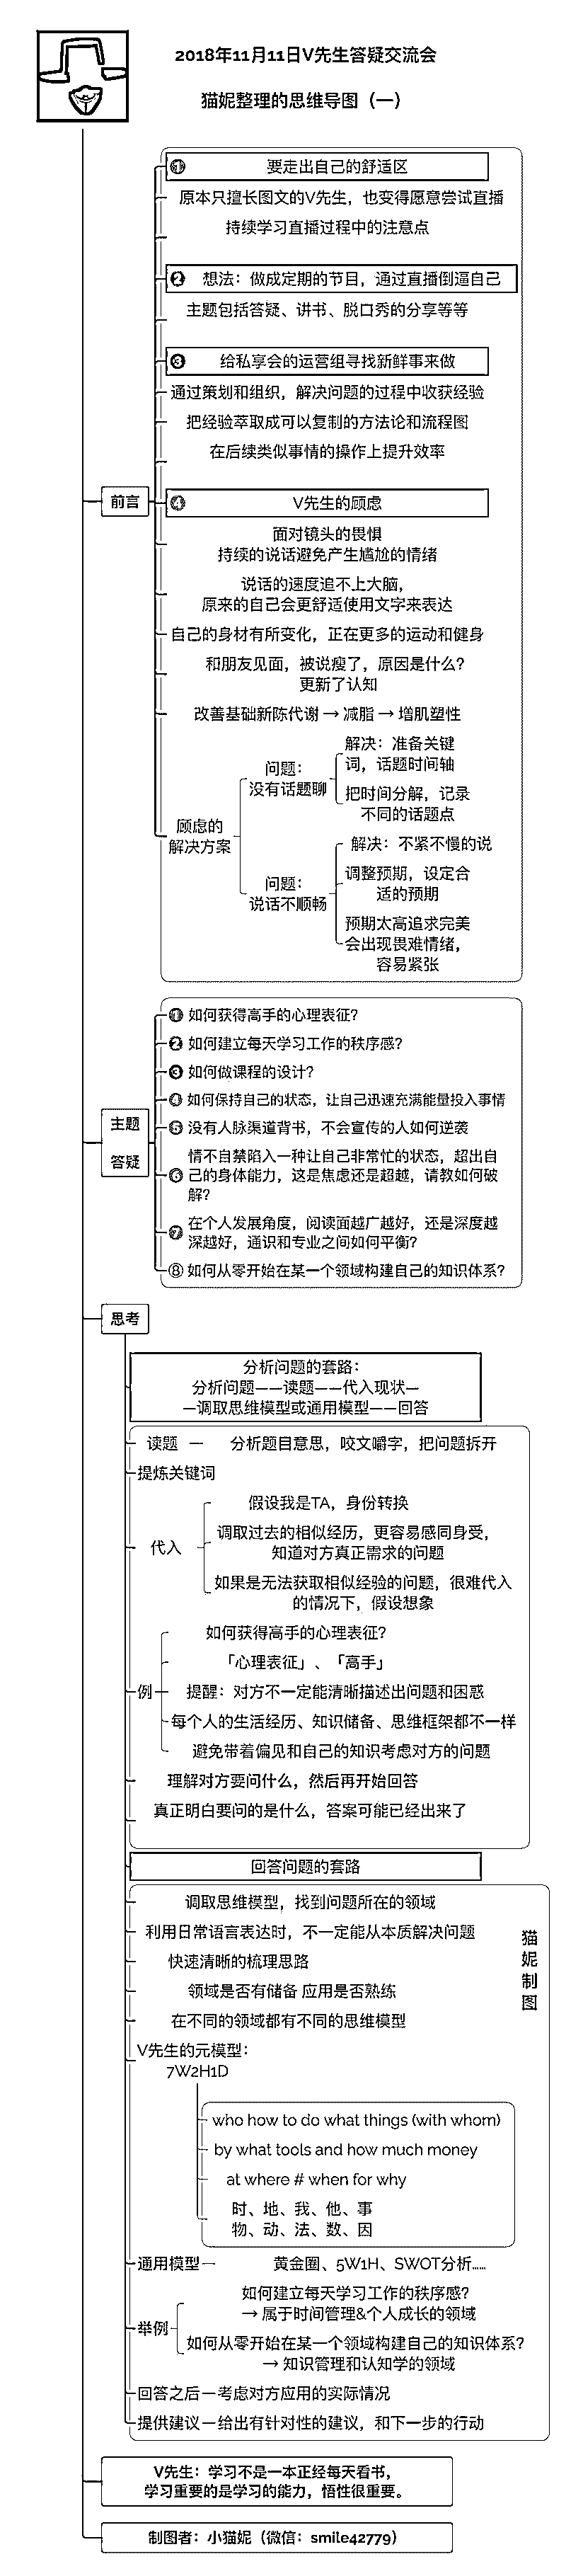 2018年11月11日V先生答疑交流会
猫妮整理的思维导图（一）
前言
① 要走出自己的舒适区
原本只擅长图文的V先生，也变得愿意尝试直播
持续学习直播过程中的注意点
② 想法：做成定期的节目，通过直播倒逼自己
主题包括答疑、讲书、脱口秀的分享等等
③ 给私享会的运营组寻找新鲜事来做
通过策划和组织，解决问题的过程中收获经验
把经验萃取成可以复制的方法论和流程图
在后续类似事情的操作上提升效率
④ V先生的顾虑
面对镜头的畏惧
持续的说话避免产生尴尬的情绪
说话的速度追不上大脑，
原来的自己会更舒适使用文字来表达
自己的身材有所变化，正在更多的运动和健身
和朋友见面，被说瘦了，原因是什么？
更新了认知
改善基础新陈代谢→减脂→增肌塑性
顾虑的
解决方案
问题：
没有话题聊
解决：准备关键
词，话题时间轴
把时间分解，记录
不同的话题点
问题：
说话不顺畅
解决：不紧不慢的说
调整预期，设定合
适的预期
预期太高追求完美
会出现畏难情绪，
容易紧张
主题
答疑
① 如何获得高手的心理表征？
② 如何建立每天学习工作的秩序感？
③ 如何做课程的设计？
④ 如何保持自己的状态，让自己迅速充满能量投入事情
⑤ 没有人脉渠道背书，不会宣传的人如何逆袭
情不自禁陷入一种让自己非常忙的状态，超出自
⑥ 己的身体能力，这是焦虑还是超越，请教如何破
解？
⑦ 在个人发展角度，阅读面越广越好，还是深度越
深越好，通识和专业之间如何平衡？
⑧ 如何从零开始在某一个领域构建自己的知识体系？
思考
分析问题的套路：
分析问题——读题——代入现状—
—调取思维模型或通用模型——回答
读题 — 分析题目意思，咬文嚼字，把问题拆开
提炼关键词
代入
假设我是TA，身份转换
调取过去的相似经历，更容易感同身受，
知道对方真正需求的问题
如果是无法获取相似经验的问题，很难代入
的情况下，假设想象
例
如何获得高手的心理表征？
「心理表征」、「高手」
提醒：对方不一定能清晰描述出问题和困惑
每个人的生活经历、知识储备、思维框架都不一样
避免带着偏见和自己的知识考虑对方的问题
理解对方要问什么，然后再开始回答
真正明白要问的是什么，答案可能已经出来了
回答问题的套路
调取思维模型，找到问题所在的领域
利用日常语言表达时，不一定能从本质解决问题
快速清晰的梳理思路
领域是否有储备 应用是否熟练
在不同的领域都有不同的思维模型
猫妮制图
V先生的元模型：
7W2H1D
who how to do what things (with whom)
by what tools and how much money
at where # when for why
时、地、我、他、事
物、动、法、数、因
通用模型 — 黄金圈、5W1H、SWOT分析……
举例
如何建立每天学习工作的秩序感？
→ 属于时间管理&个人成长的领域
如何从零开始在某一个领域构建自己的知识体系？
→ 知识管理和认知学的领域
回答之后—考虑对方应用的实际情况
提供建议—给出有针对性的建议，和下一步的行动
V先生：学习不是一本正经每天看书，
学习重要的是学习的能力，悟性很重要。
制图者：小猫妮（微信：smile42779）